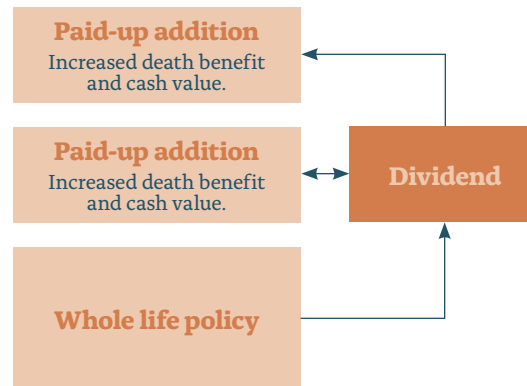 Paid-up addition
Increased death benefit
and cash value.
Paid-up addition
Increased death benefit
and cash value.
Dividend
Whole life policy